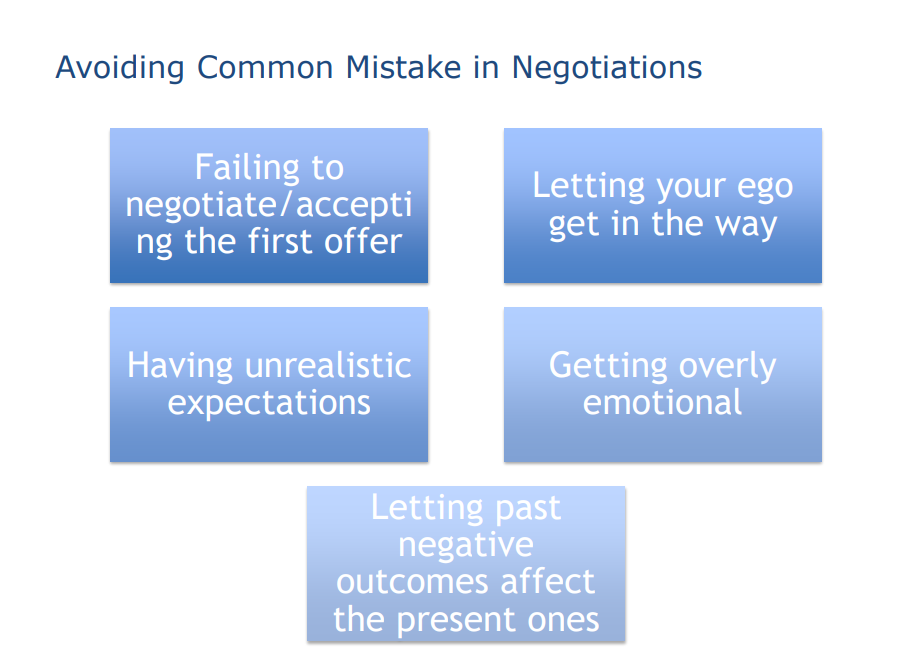 Avoiding Common Mistake in Negotiations
Failing to
negotiate/accepti
ng the first offer
Letting your ego
get in the way
Having unrealistic
expectations
Getting overly
emotional
Letting past
negative
outcomes affect
the present ones